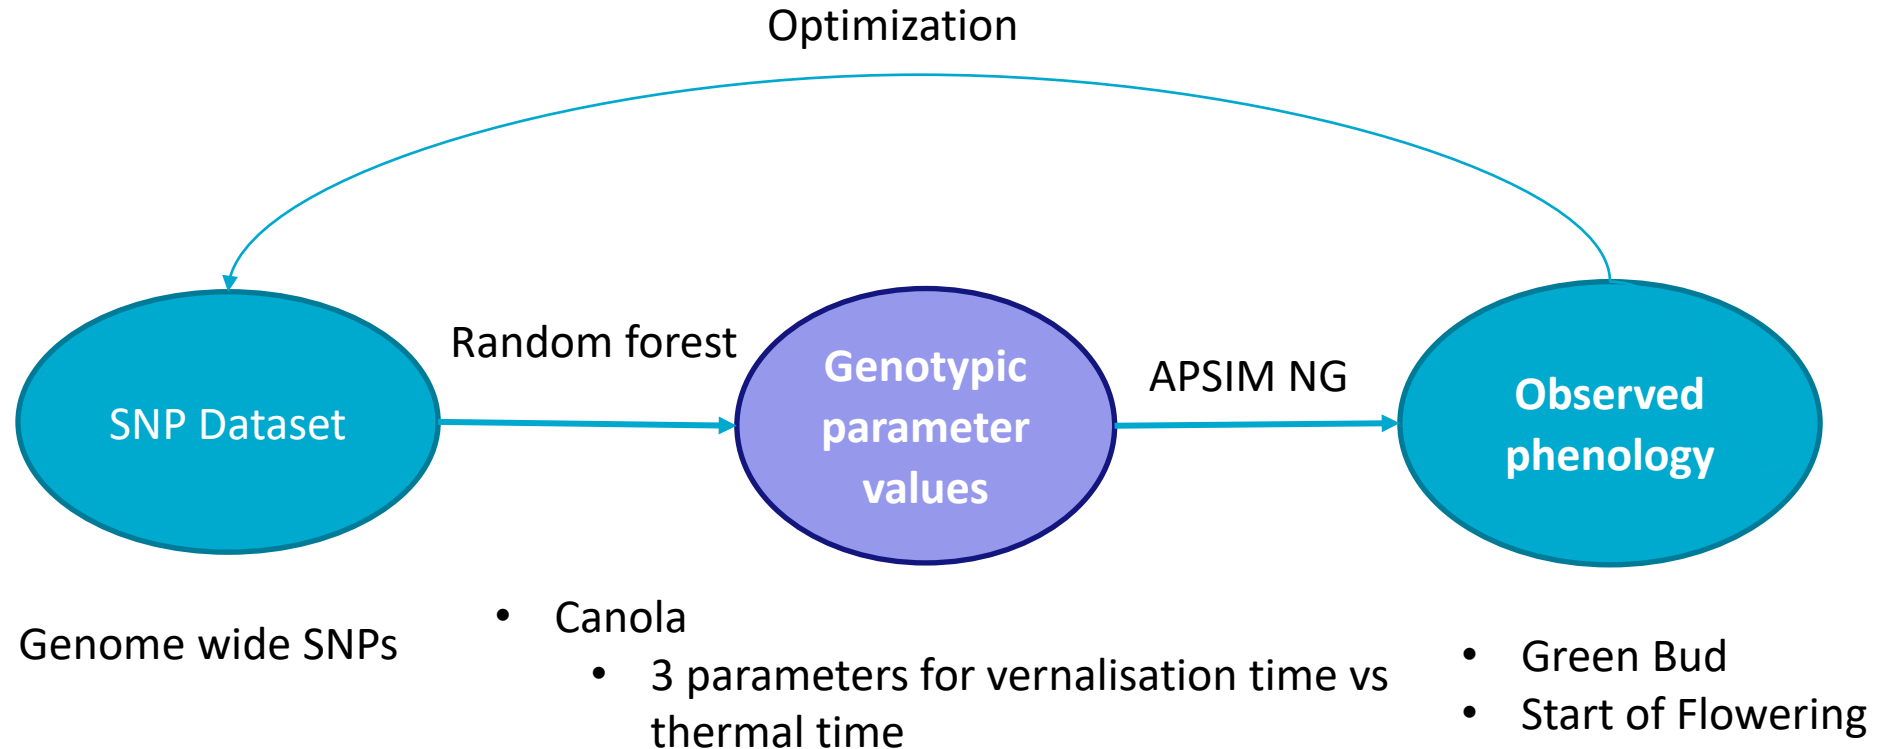 Optimization
Random forest
APSIM NG
SNP Dataset
Genotypic
parameter
values
Observed
phenology
Genome wide SNPs
• Canola
• 3 parameters for vernalisation time vs
thermal time
• Green Bud
• Start of Flowering